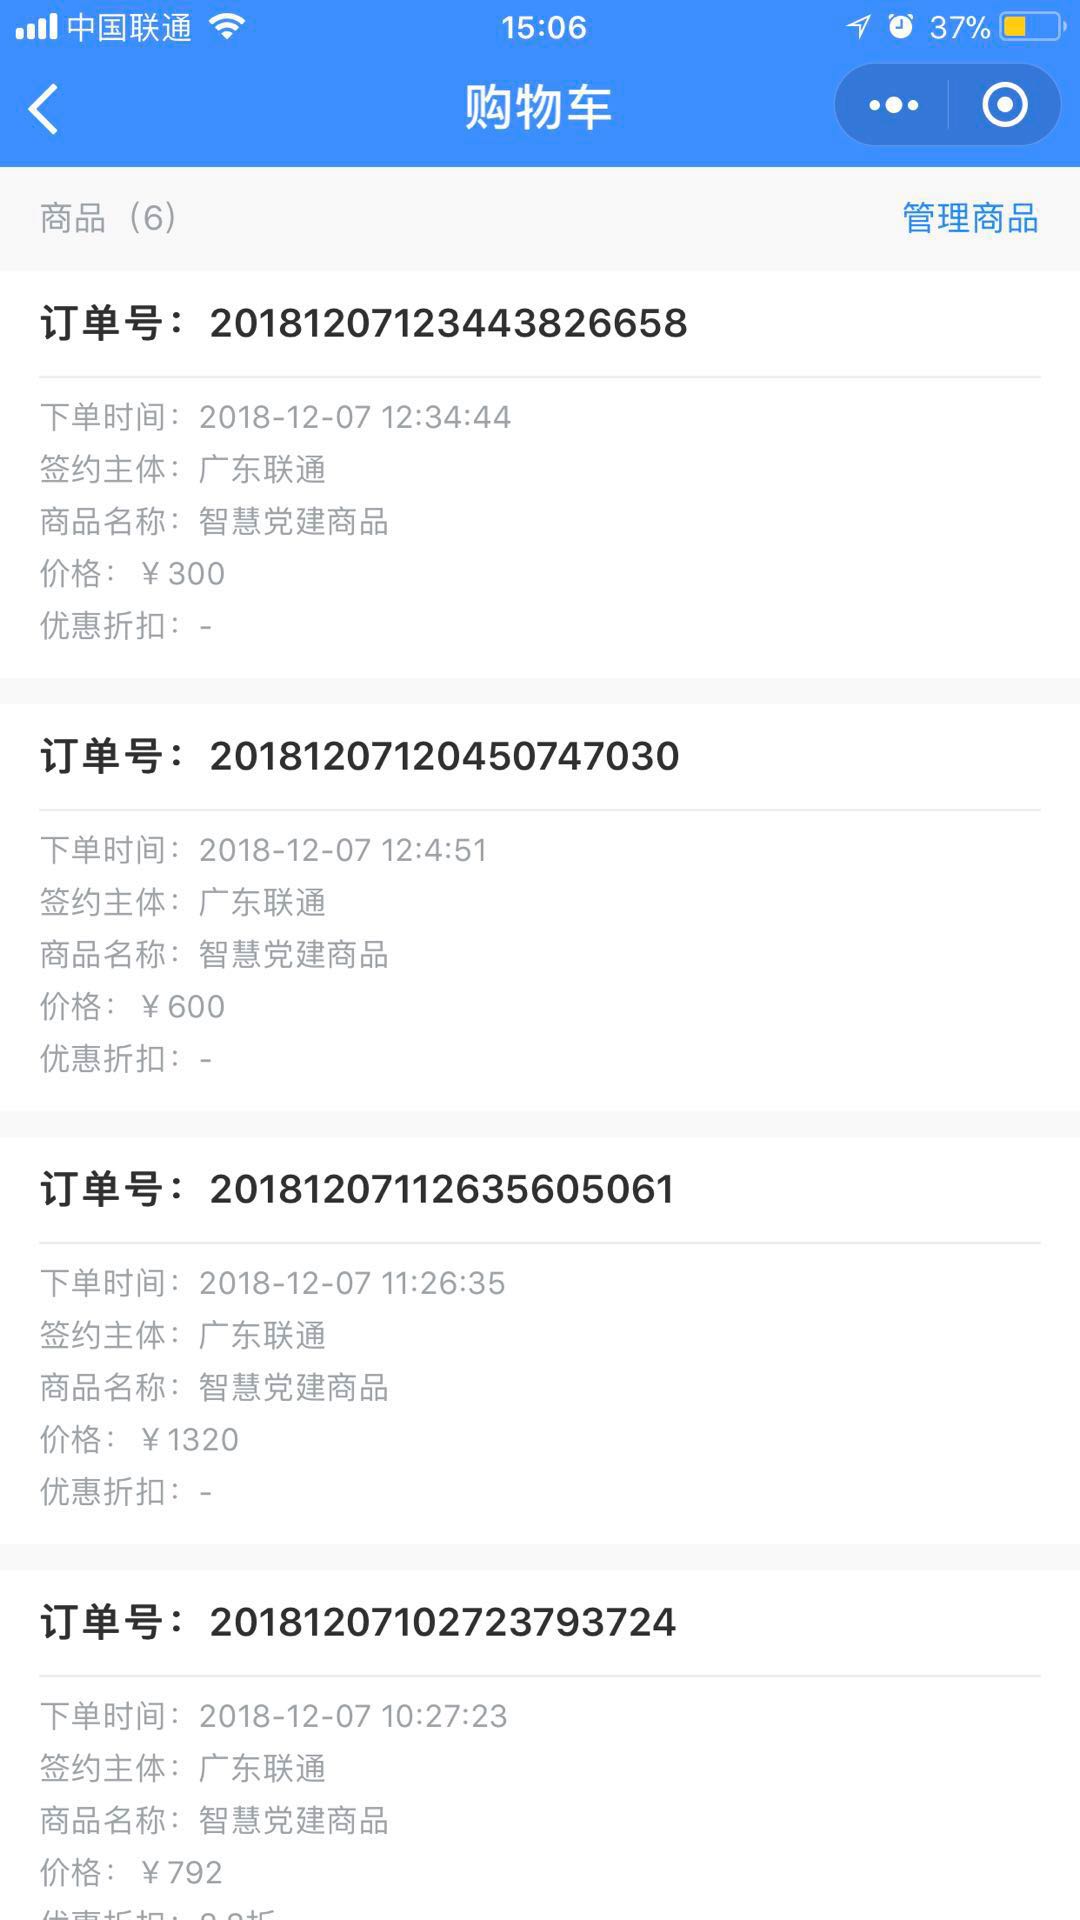 中国联通 15:06 37%
购物车
商品（6） 管理商品
订单号：20181207123443826658
下单时间：2018-12-07 12:34:44
签约主体：广东联通
商品名称：智慧党建商品
价格：￥300
优惠折扣：-
订单号：20181207120450747030
下单时间：2018-12-07 12:4:51
签约主体：广东联通
商品名称：智慧党建商品
价格：￥600
优惠折扣：-
订单号：20181207112635605061
下单时间：2018-12-07 11:26:35
签约主体：广东联通
商品名称：智慧党建商品
价格：￥1320
优惠折扣：-
订单号：20181207102723793724
下单时间：2018-12-07 10:27:23
签约主体：广东联通
商品名称：智慧党建商品
价格：￥792
优惠折扣：